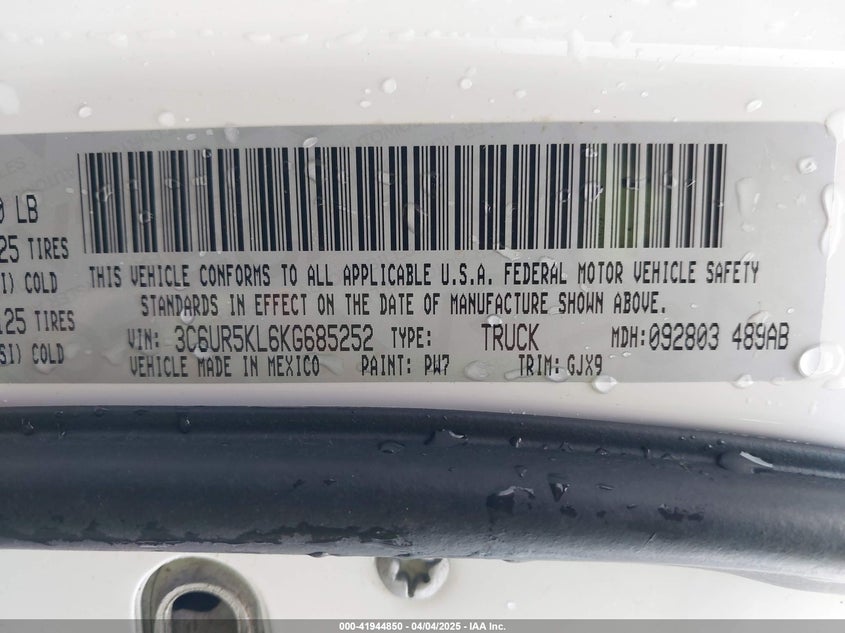 0 LB
25 TIRES
SI) COLD
125 TIRES
SI) COLD
THIS VEHICLE CONFORMS TO ALL APPLICABLE U.S.A. FEDERAL MOTOR VEHICLE SAFETY
STANDARDS IN EFFECT ON THE DATE OF MANUFACTURE SHOWN ABOVE.
VIN: 3C6UR5KL6KG685252 TYPE: TRUCK MDH:092803 489AB
VEHICLE MADE IN MEXICO PAINT: PW7 TRIM: GJX9
000-41944850 - 04/04/2025 - IAA Inc.